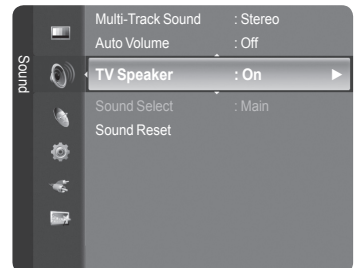 Sound
Multi-Track Sound : Stereo
Auto Volume : Off
TV Speaker : On
Sound Select : Main
Sound Reset